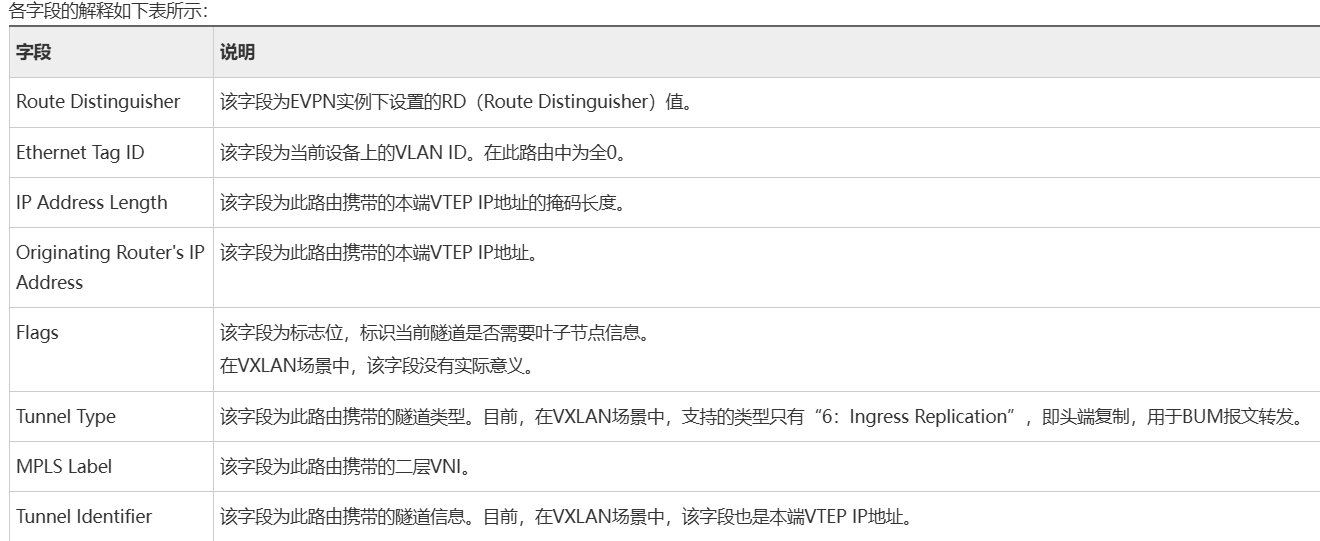 各字段的解释如下表所示：
字段 说明
Route Distinguisher 该字段为EVPN实例下设置的RD（Route Distinguisher）值。
Ethernet Tag ID 该字段为当前设备上的VLAN ID。在此路由中为全0。
IP Address Length 该字段为此路由携带的本端VTEP IP地址的掩码长度。
Originating Router's IP 该字段为此路由携带的本端VTEP IP地址。
Address
Flags 该字段为标志位，标识当前隧道是否需要叶子节点信息。
在VXLAN场景中，该字段没有实际意义。
Tunnel Type 该字段为此路由携带的隧道类型。目前，在VXLAN场景中，支持的类型只有“6：Ingress Replication”，即头端复制，用于BUM报文转发。
MPLS Label 该字段为此路由携带的二层VNI。
Tunnel Identifier 该字段为此路由携带的隧道信息。目前，在VXLAN场景中，该字段也是本端VTEP IP地址。